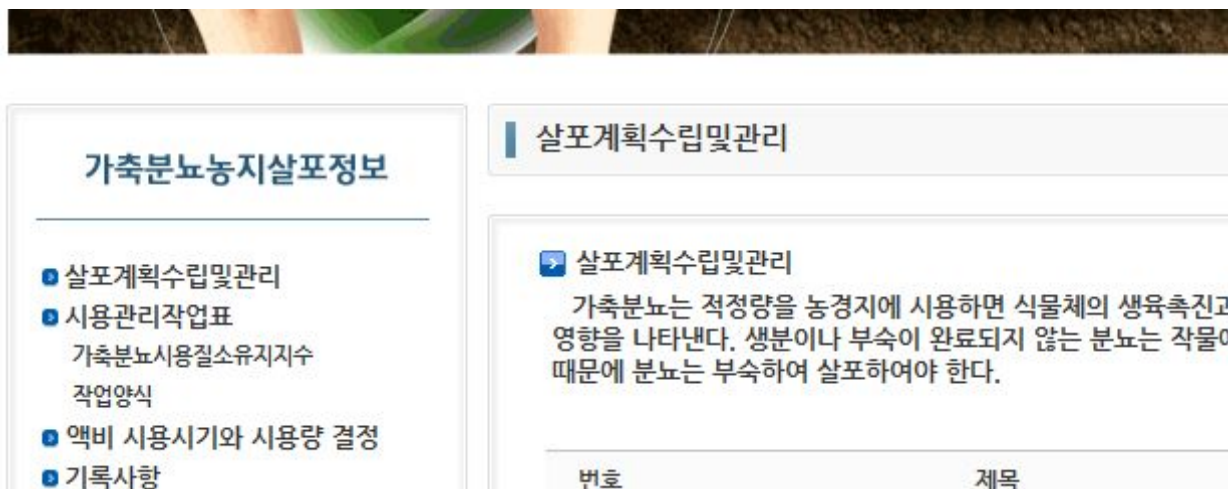 가축분뇨농지살포정보
살포계획수립및관리
시용관리작업표
가축분뇨시용질소유지지수
작업양식
액비 시용시기와 시용량 결정
기록사항
살포계획수립및관리
살포계획수립및관리
가축분뇨는 적정량을 농경지에 시용하면 식물체의 생육촉진과
영향을 나타낸다. 생분이나 부숙이 완료되지 않는 분뇨는 작물에
때문에 분뇨는 부숙하여 살포하여야 한다.
번호 제목